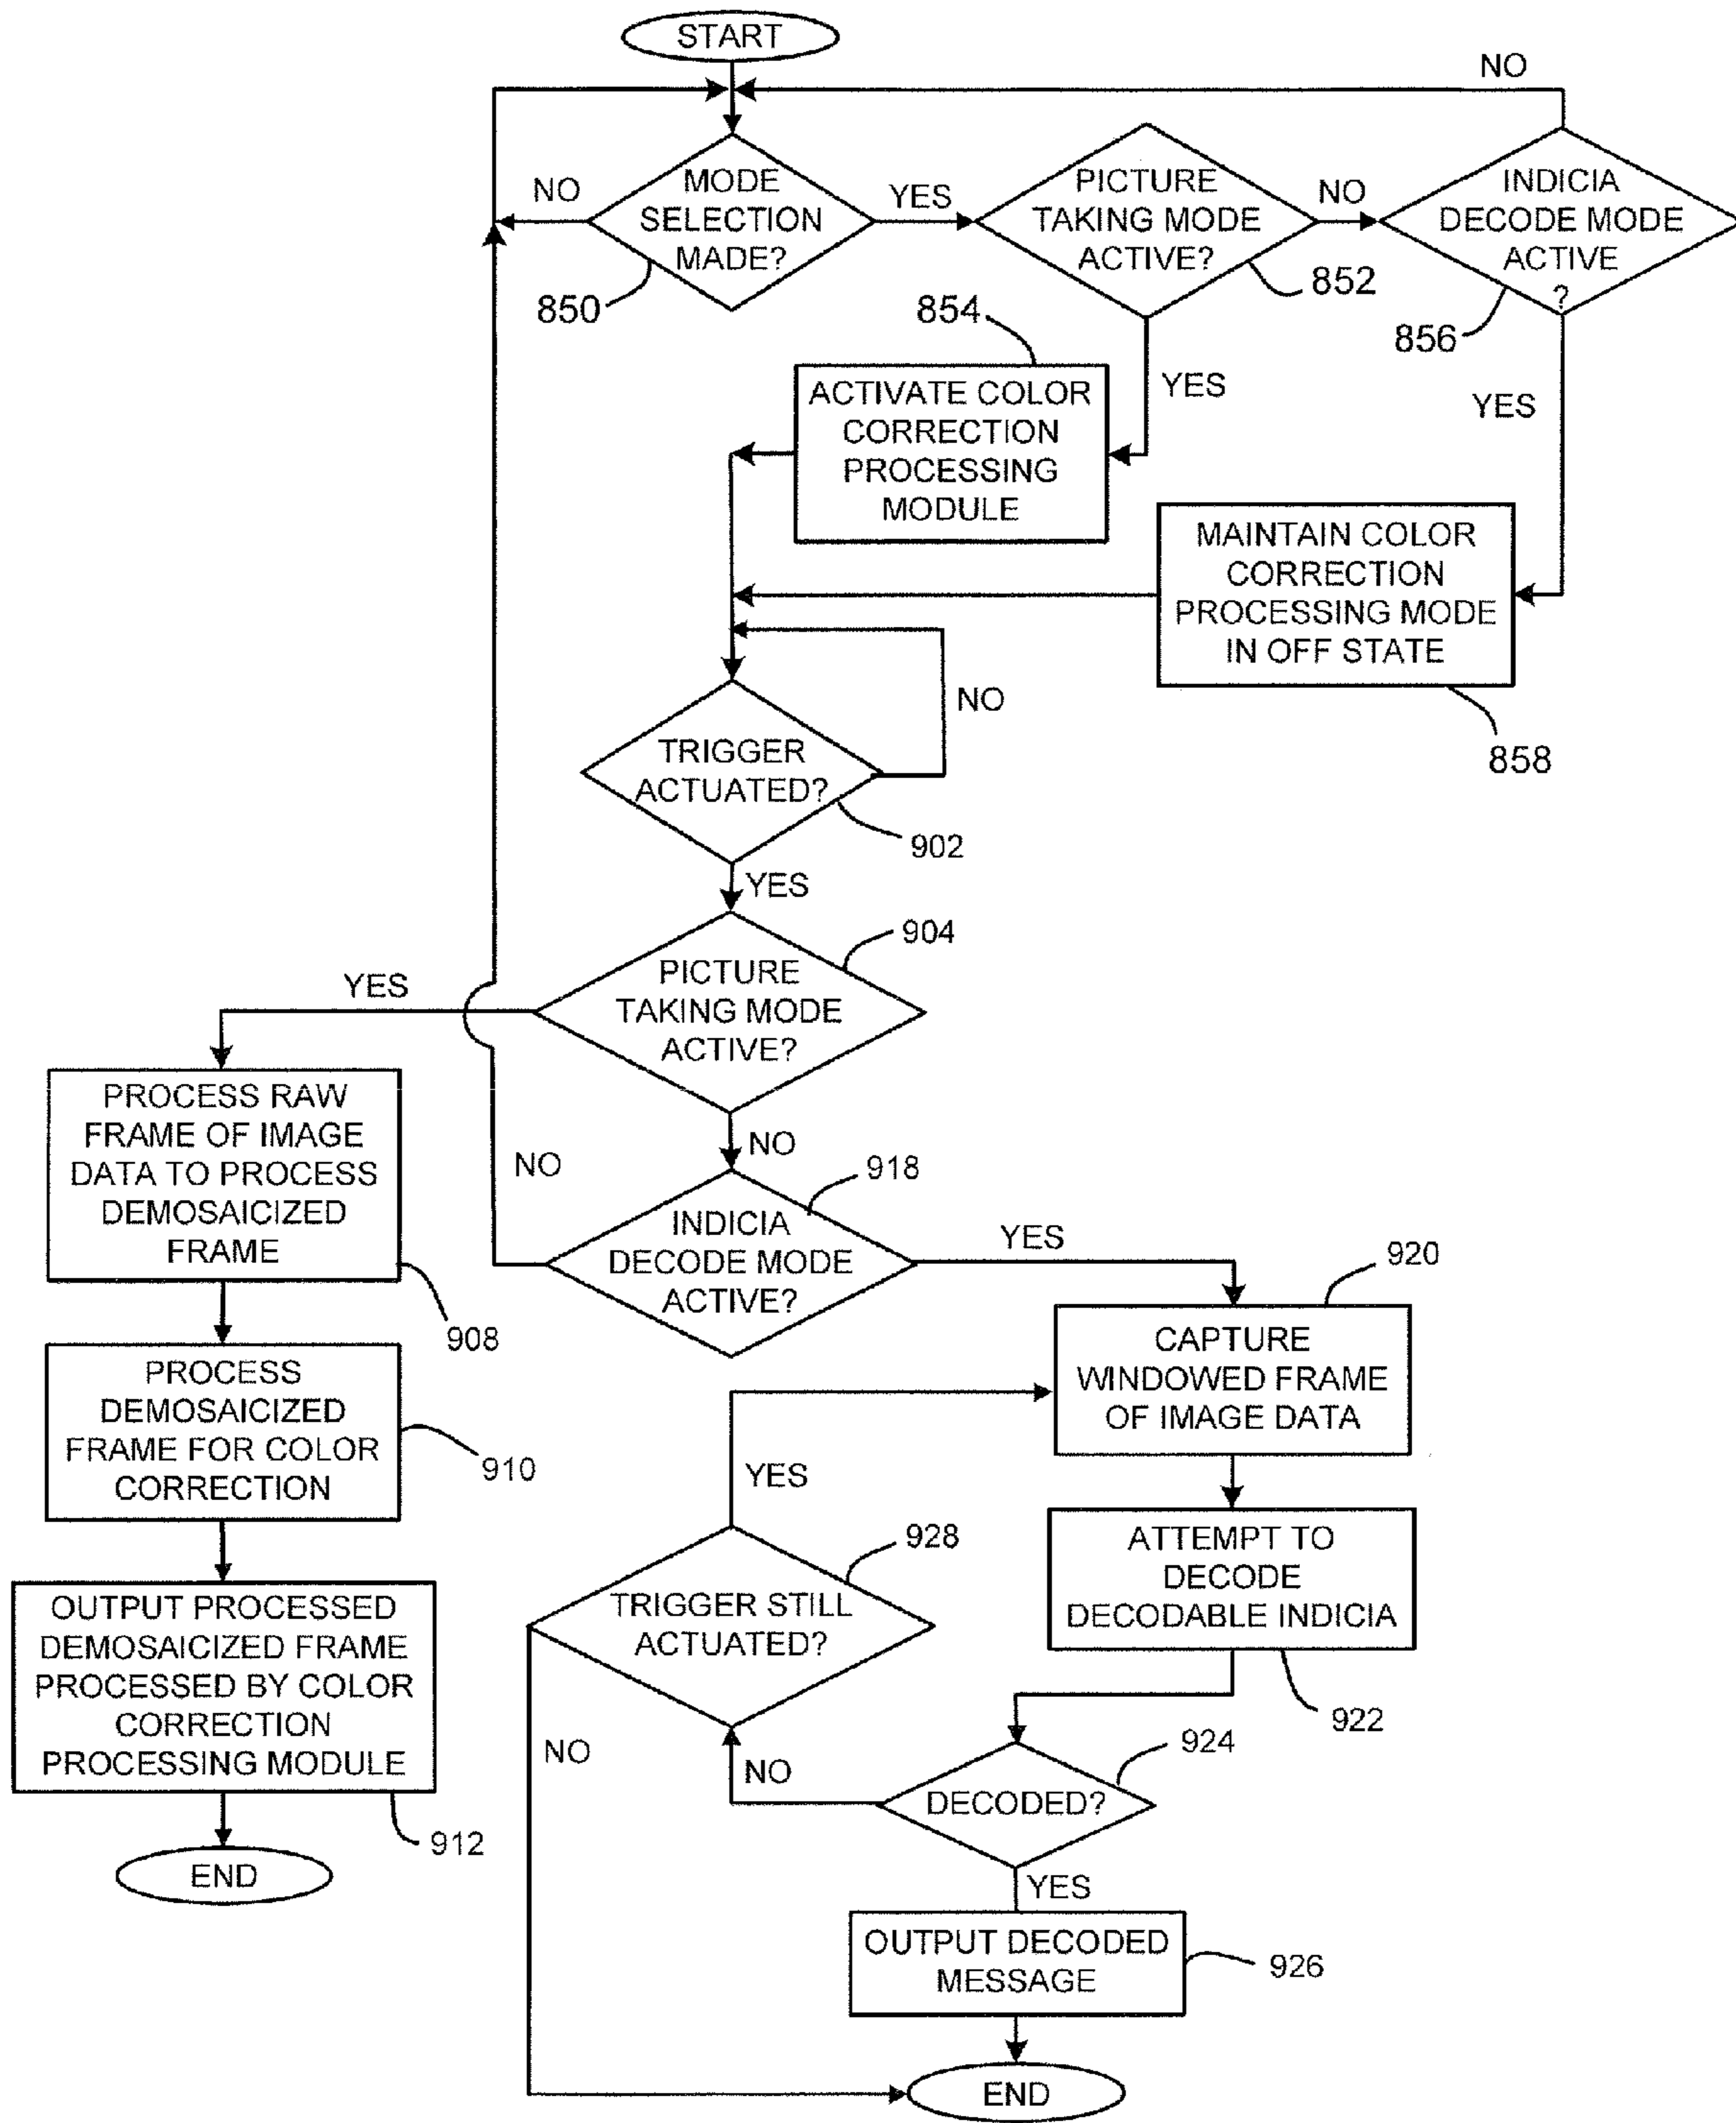 START
NO
NO
MODE
SELECTION
MADE?
YES
PICTURE
TAKING MODE
ACTIVE?
NO
INDICIA
DECODE MODE
ACTIVE
?
850
852
856
854
YES
YES
ACTIVATE COLOR
CORRECTION
PROCESSING
MODULE
MAINTAIN COLOR
CORRECTION
PROCESSING MODE
IN OFF STATE
858
NO
TRIGGER
ACTUATED?
902
YES
904
PICTURE
TAKING MODE
ACTIVE?
YES
PROCESS RAW
FRAME OF IMAGE
DATA TO PROCESS
DEMOSAICIZED
FRAME
908
NO
NO
918
INDICIA
DECODE MODE
ACTIVE?
YES
920
CAPTURE
WINDOWED FRAME
OF IMAGE DATA
PROCESS
DEMOSAICIZED
FRAME FOR COLOR
CORRECTION
910
YES
928
TRIGGER STILL
ACTUATED?
ATTEMPT TO
DECODE
DECODABLE INDICIA
922
OUTPUT PROCESSED
DEMOSAICIZED FRAME
PROCESSED BY COLOR
CORRECTION
PROCESSING MODULE
912
END
NO
NO
924
DECODED?
YES
OUTPUT DECODED
MESSAGE
926
END